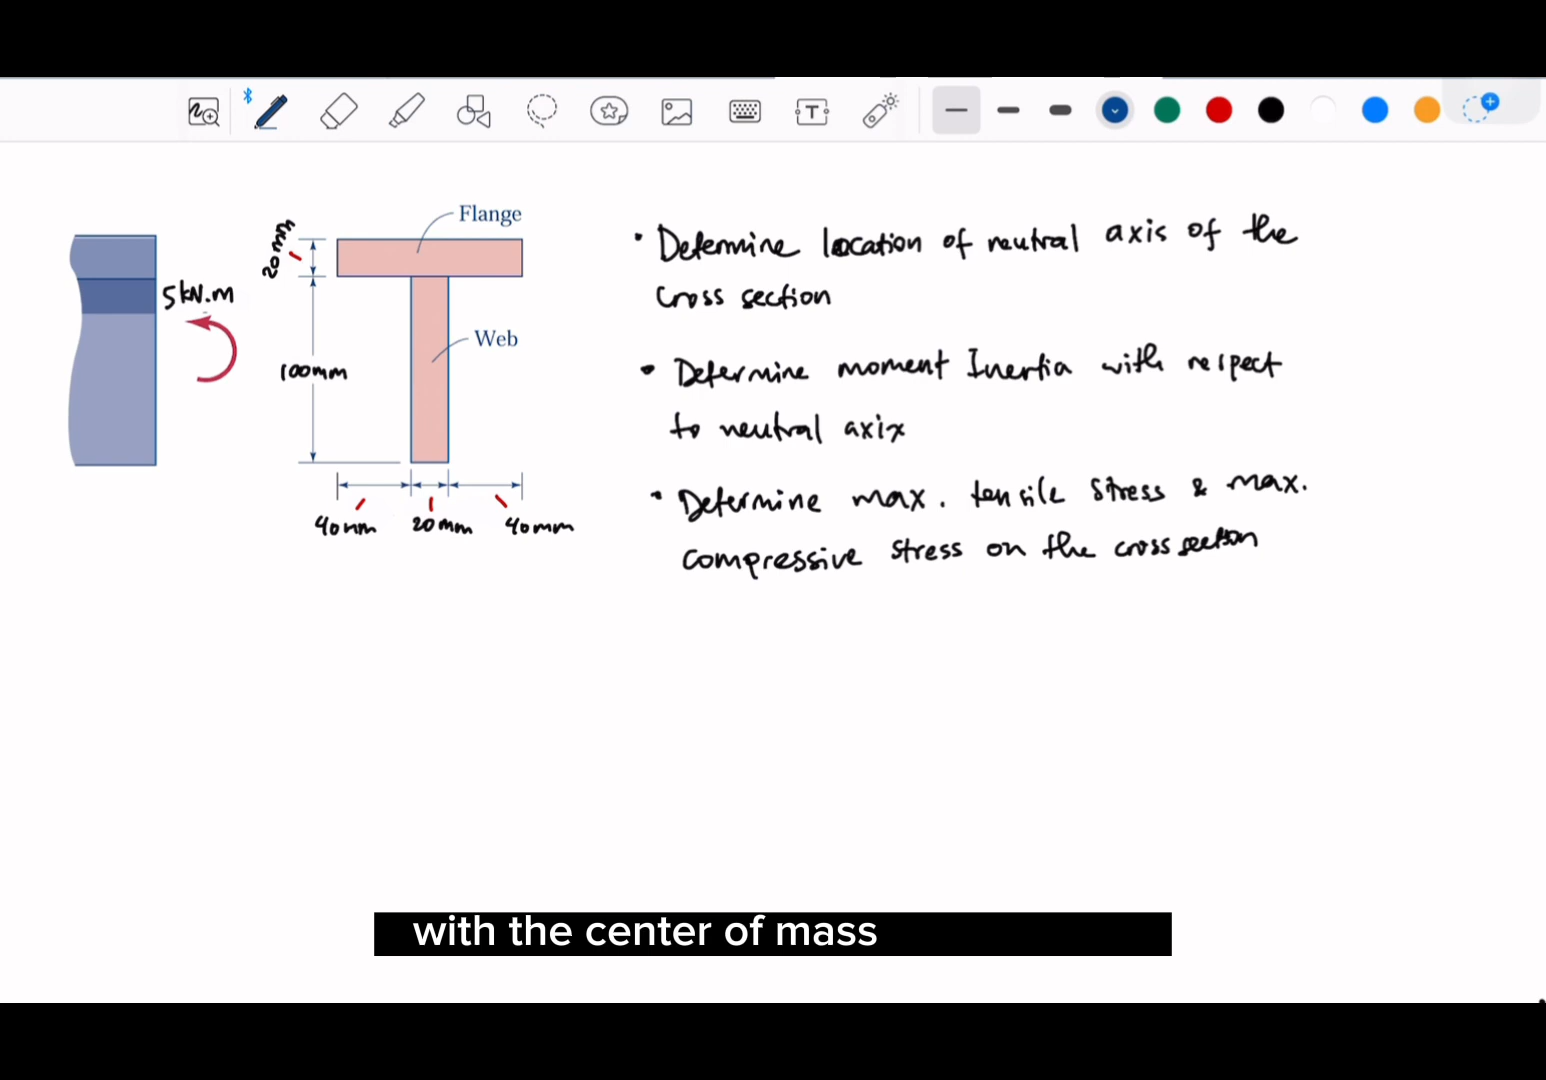 Flange
20mm
5kN.m
Web
100mm
40mm 20mm 40mm
• Determine location of neutral axis of the
cross section
• Determine moment Inertia with respect
to neutral axix
• Determine max. tensile stress & max.
compressive stress on the cross section
T
with the center of mass